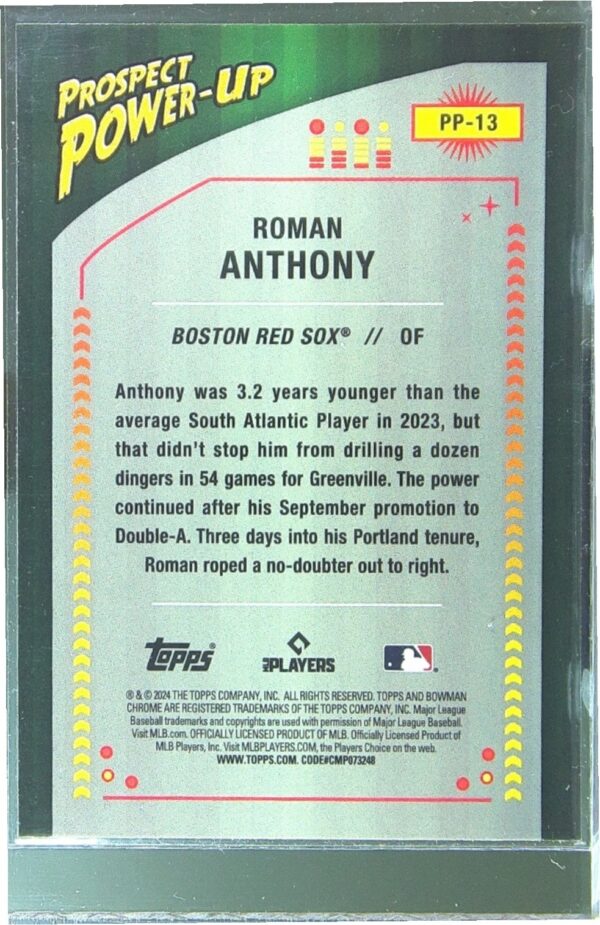 PROSPECT
POWER-UP
PP-13
ROMAN
ANTHONY
BOSTON RED SOX® // OF
Anthony was 3.2 years younger than the
average South Atlantic Player in 2023, but
that didn't stop him from drilling a dozen
dingers in 54 games for Greenville. The power
continued after his September promotion to
Double-A. Three days into his Portland tenure,
Roman roped a no-doubter out to right.
TOPPS
MLB PLAYERS
® & © 2024 THE TOPPS COMPANY, INC. ALL RIGHTS RESERVED. TOPPS AND BOWMAN
CHROME ARE REGISTERED TRADEMARKS OF THE TOPPS COMPANY, INC. Major League
Baseball trademarks and copyrights are used with permission of Major League Baseball.
Visit MLB.com. OFFICIALLY LICENSED PRODUCT OF MLB. Officially Licensed Product of
MLB Players, Inc. Visit MLBPLAYERS.COM, the Players Choice on the web.
WWW.TOPPS.COM. CODE#CMP073248